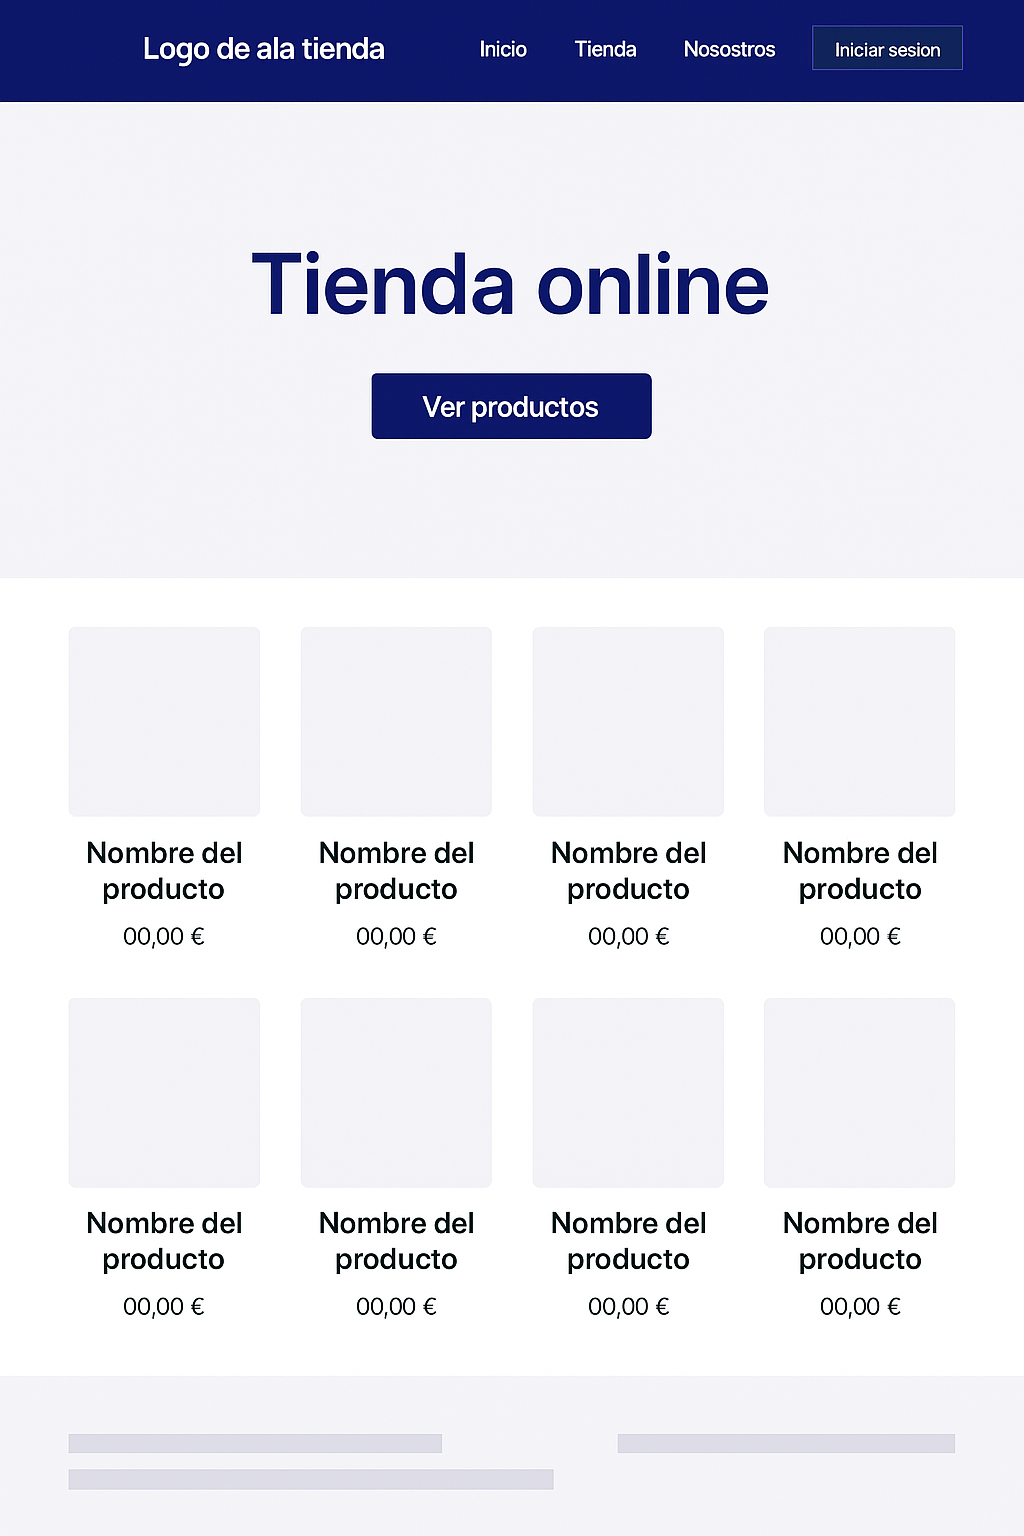 Logo de ala tienda
Inicio
Tienda
Nosostros
Iniciar sesion
Tienda online
Ver productos
Nombre del
producto
00,00 €
Nombre del
producto
00,00 €
Nombre del
producto
00,00 €
Nombre del
producto
00,00 €
Nombre del
producto
00,00 €
Nombre del
producto
00,00 €
Nombre del
producto
00,00 €
Nombre del
producto
00,00 €